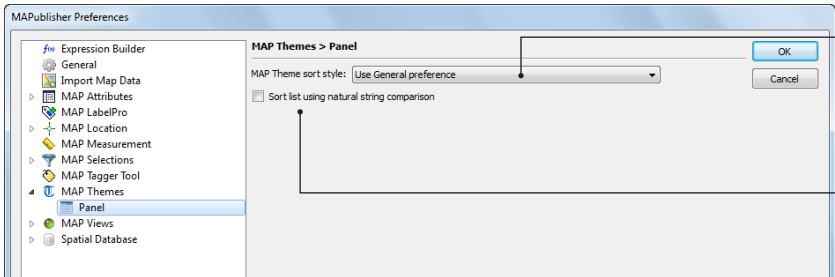 MAPublisher Preferences
Expression Builder
General
Import Map Data
MAP Attributes
MAP LabelPro
MAP Location
MAP Measurement
MAP Selections
MAP Tagger Tool
MAP Themes
Panel
MAP Views
Spatial Database
MAP Themes > Panel
MAP Theme sort style: Use General preference
Sort list using natural string comparison
OK
Cancel